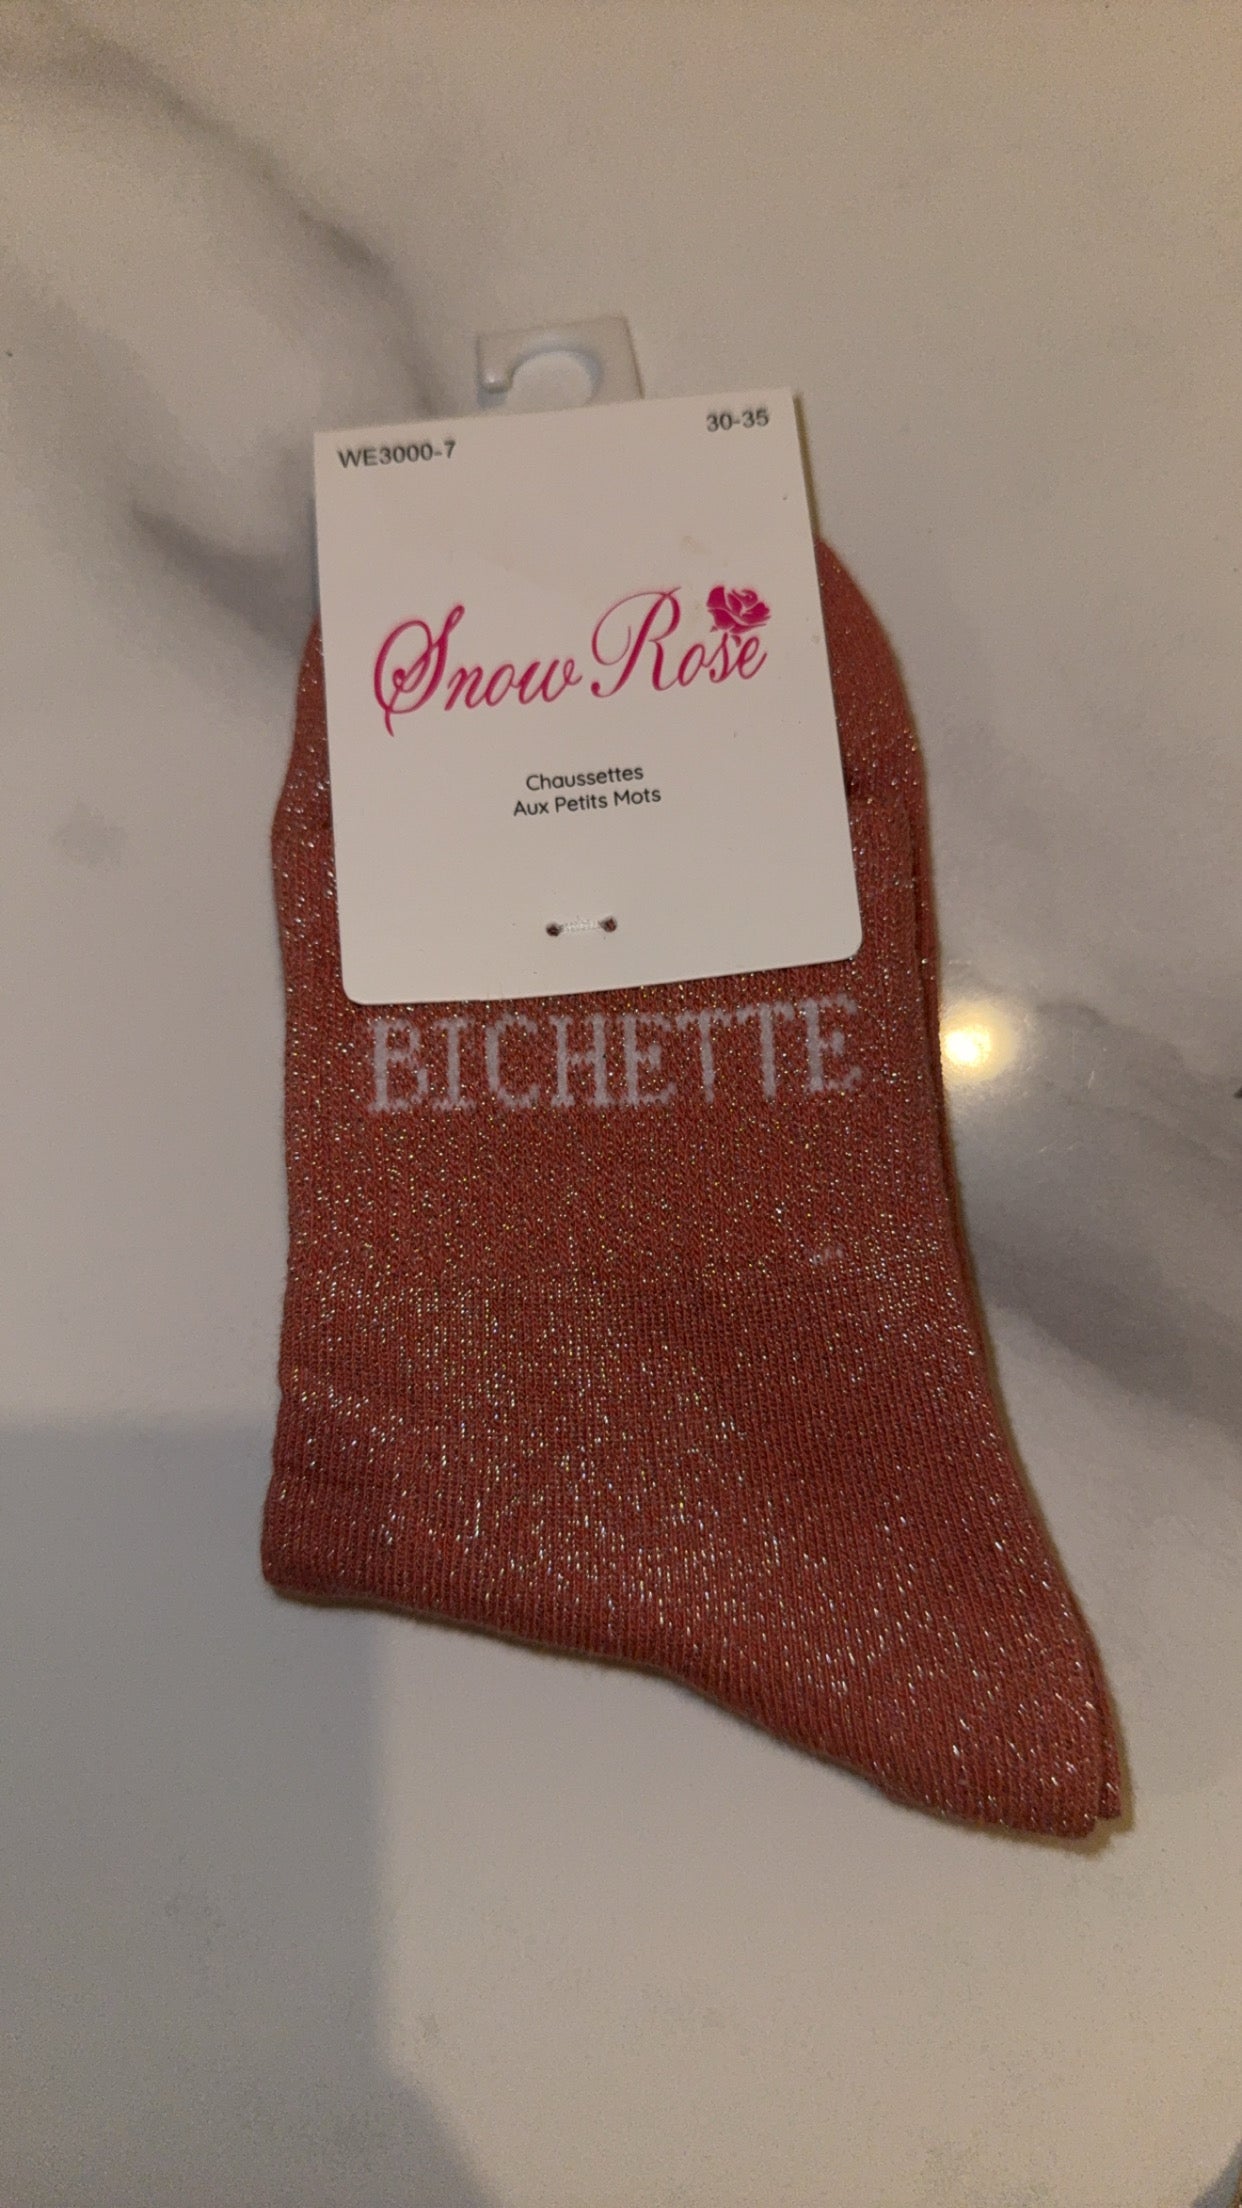 WE3000-7 30-35
Snow Rose
Chaussettes
Aux Petits Mots
BICHETTE